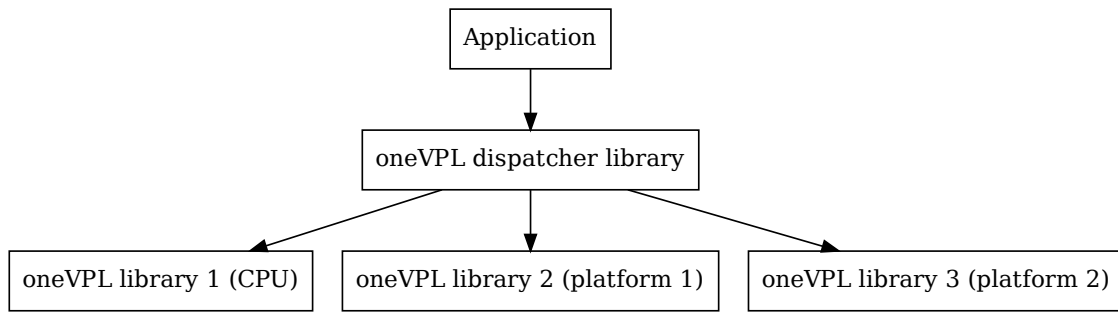 Application
oneVPL dispatcher library
oneVPL library 1 (CPU)
oneVPL library 2 (platform 1)
oneVPL library 3 (platform 2)